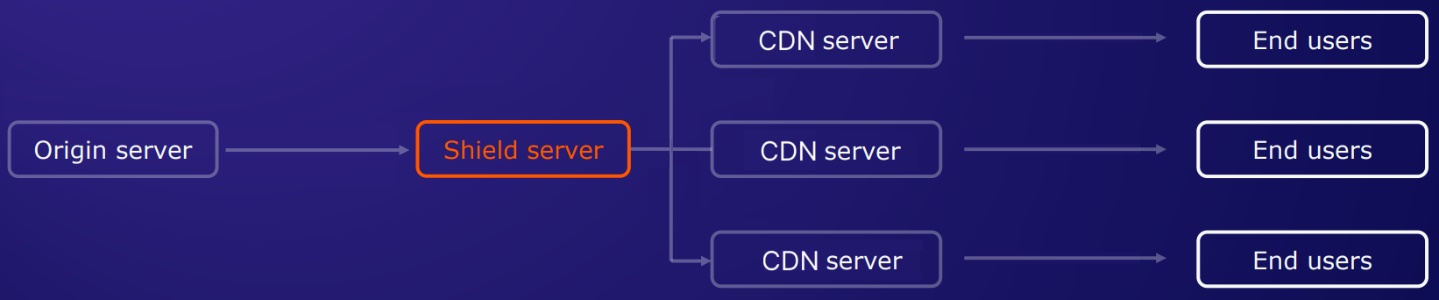 Origin server
Shield server
CDN server
End users
CDN server
End users
CDN server
End users